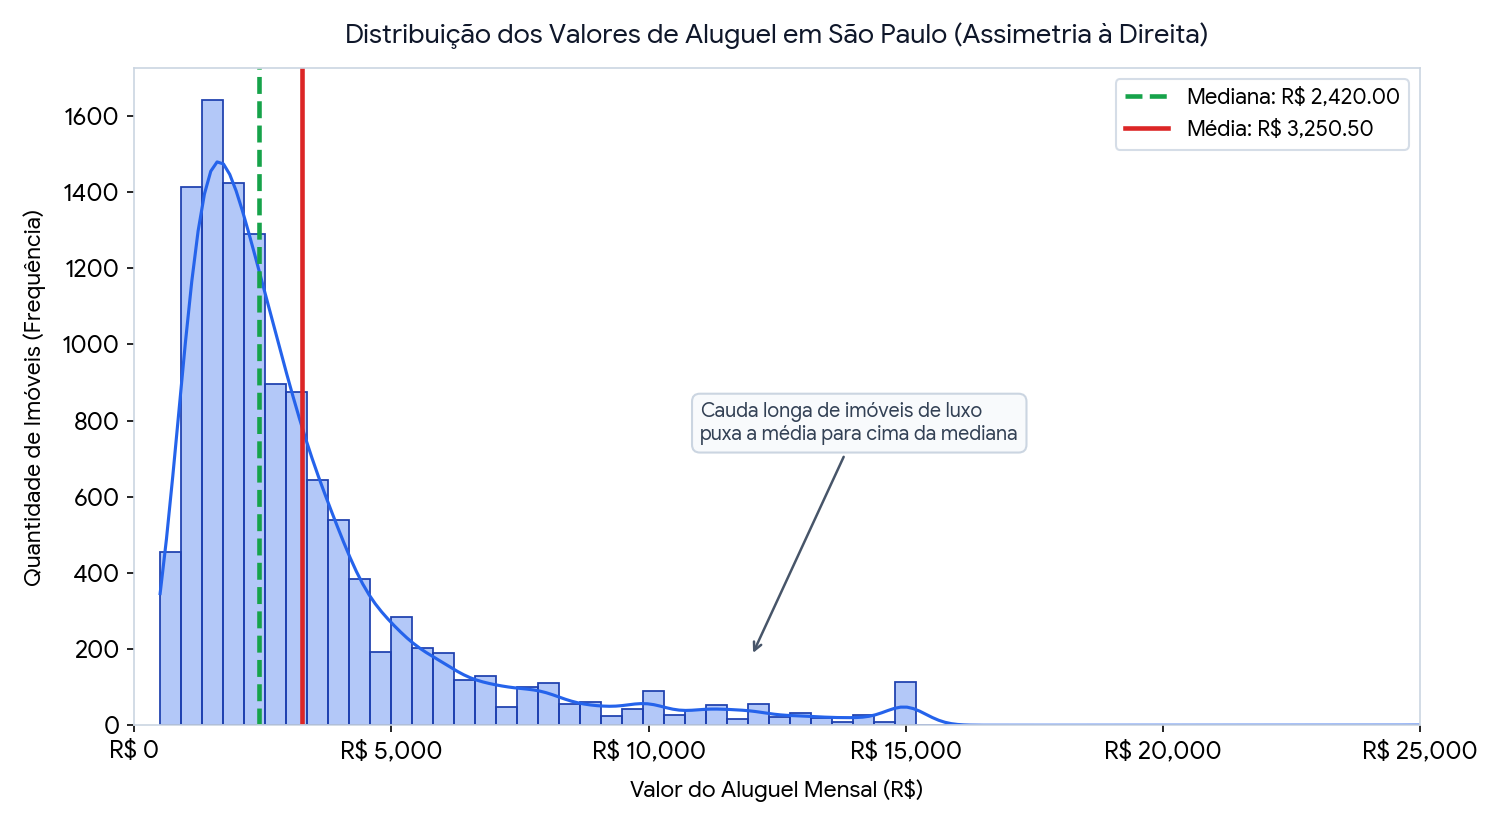 Distribuição dos Valores de Aluguel em São Paulo (Assimetria à Direita)
Mediana: R$ 2,420.00
Média: R$ 3,250.50
Quantidade de Imóveis (Frequência)
1600
1400
1200
1000
800
600
400
200
0
Cauda longa de imóveis de luxo
puxa a média para cima da mediana
R$ 0
R$ 5,000
R$ 10,000
R$ 15,000
R$ 20,000
R$ 25,000
Valor do Aluguel Mensal (R$)